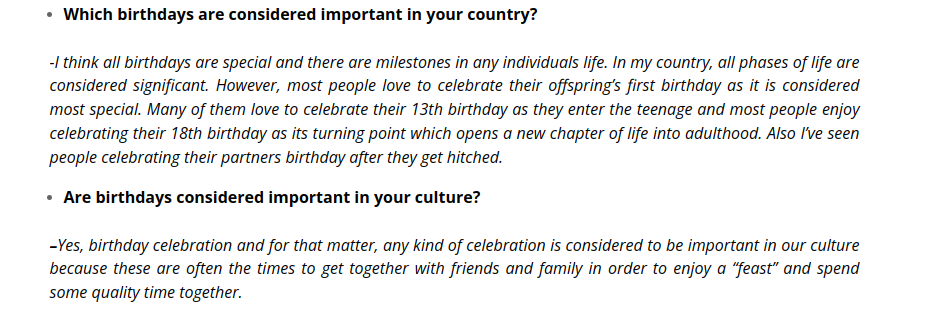 • Which birthdays are considered important in your country?
-I think all birthdays are special and there are milestones in any individuals life. In my country, all phases of life are
considered significant. However, most people love to celebrate their offspring’s first birthday as it is considered
most special. Many of them love to celebrate their 13th birthday as they enter the teenage and most people enjoy
celebrating their 18th birthday as its turning point which opens a new chapter of life into adulthood. Also I’ve seen
people celebrating their partners birthday after they get hitched.
• Are birthdays considered important in your culture?
–Yes, birthday celebration and for that matter, any kind of celebration is considered to be important in our culture
because these are often the times to get together with friends and family in order to enjoy a “feast” and spend
some quality time together.